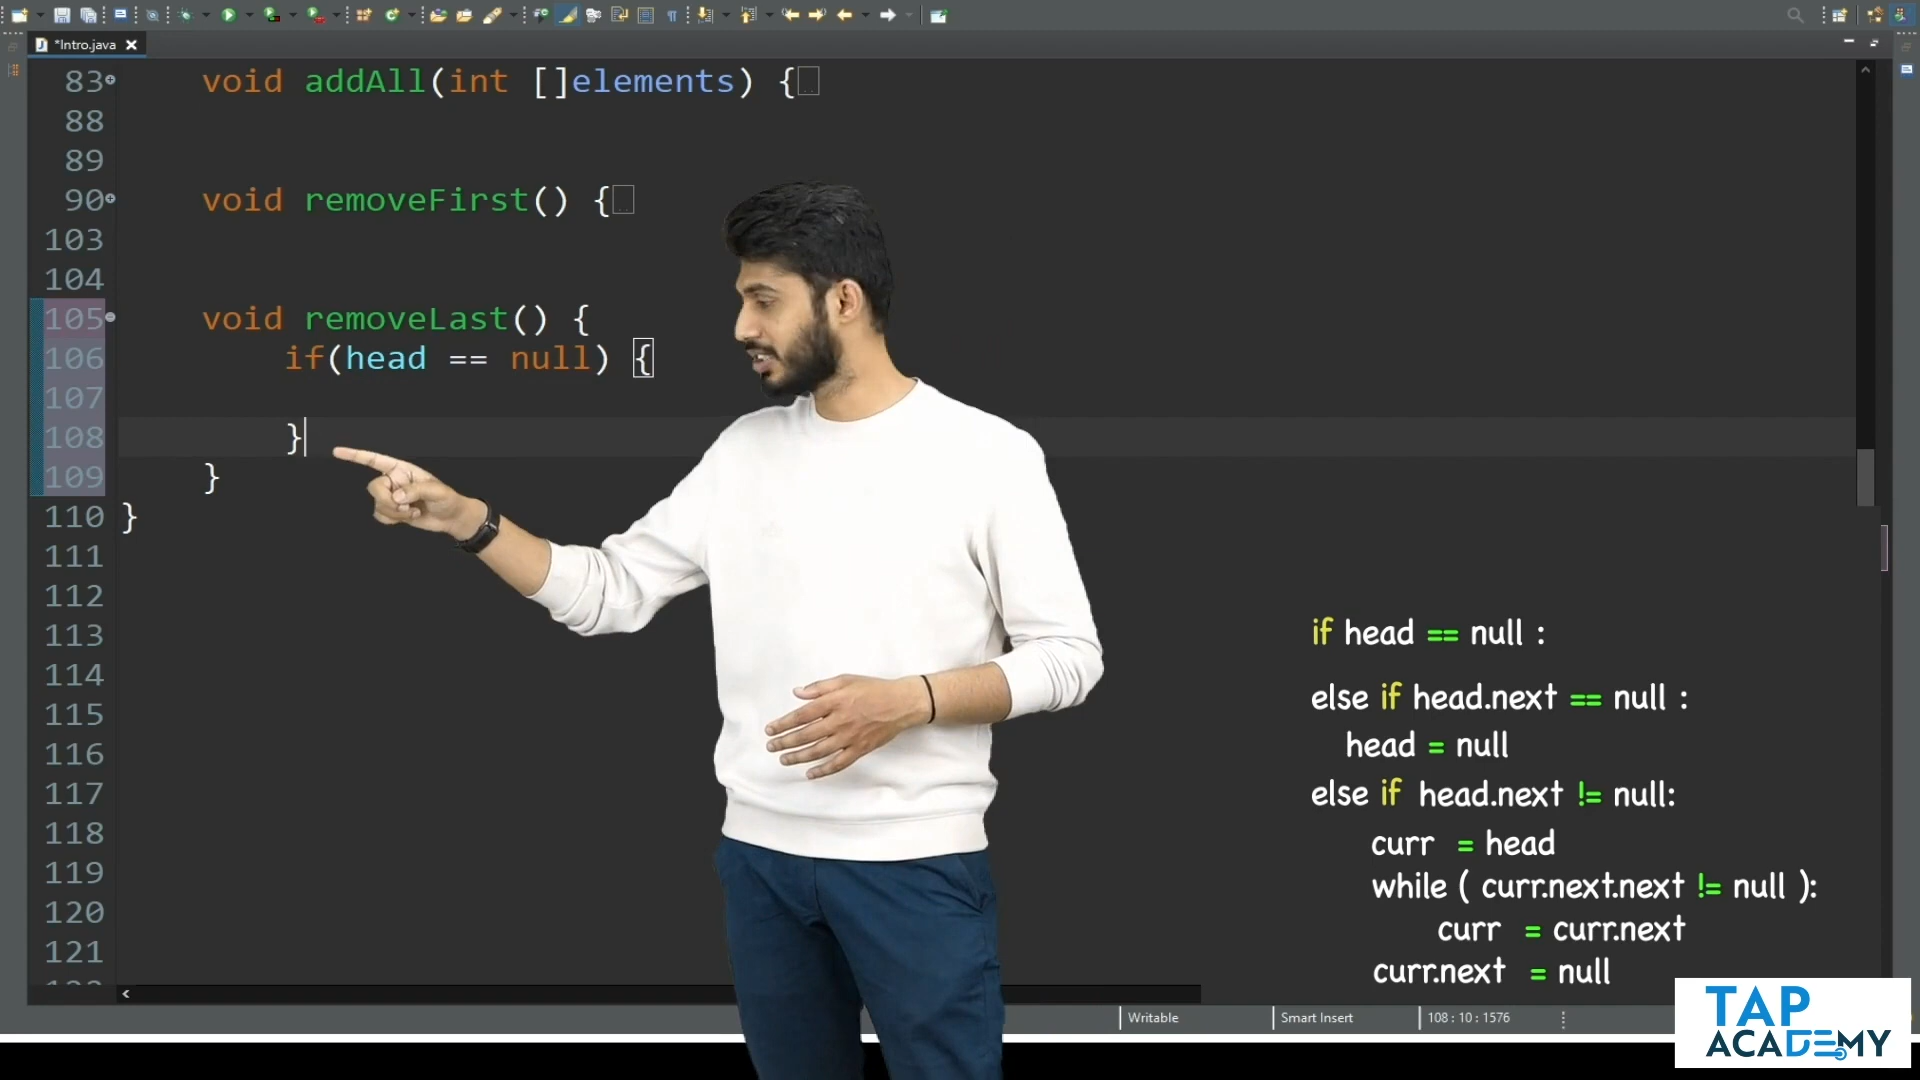 *Intro.java
83 void addAll(int []elements) {
88
89
90 void removeFirst() {
103
104
105 void removeLast() {
106 if(head == null) {
107
108 }
109 }
110 }
111
112
113
114
115
116
117
118
119
120
121
if head == null :
else if head.next == null :
head = null
else if head.next != null:
curr = head
while ( curr.next.next != null ):
curr = curr.next
curr.next = null
Writable
Smart Insert
108 : 10 : 1576
TAP
ACADEMY